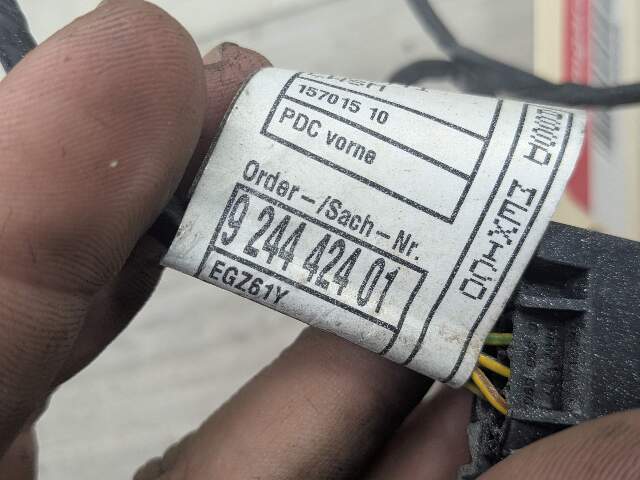 157015 10
PDC vorne
Order-/Sach-Nr.
9 244 424 01
EGZ61Y
MEXICO